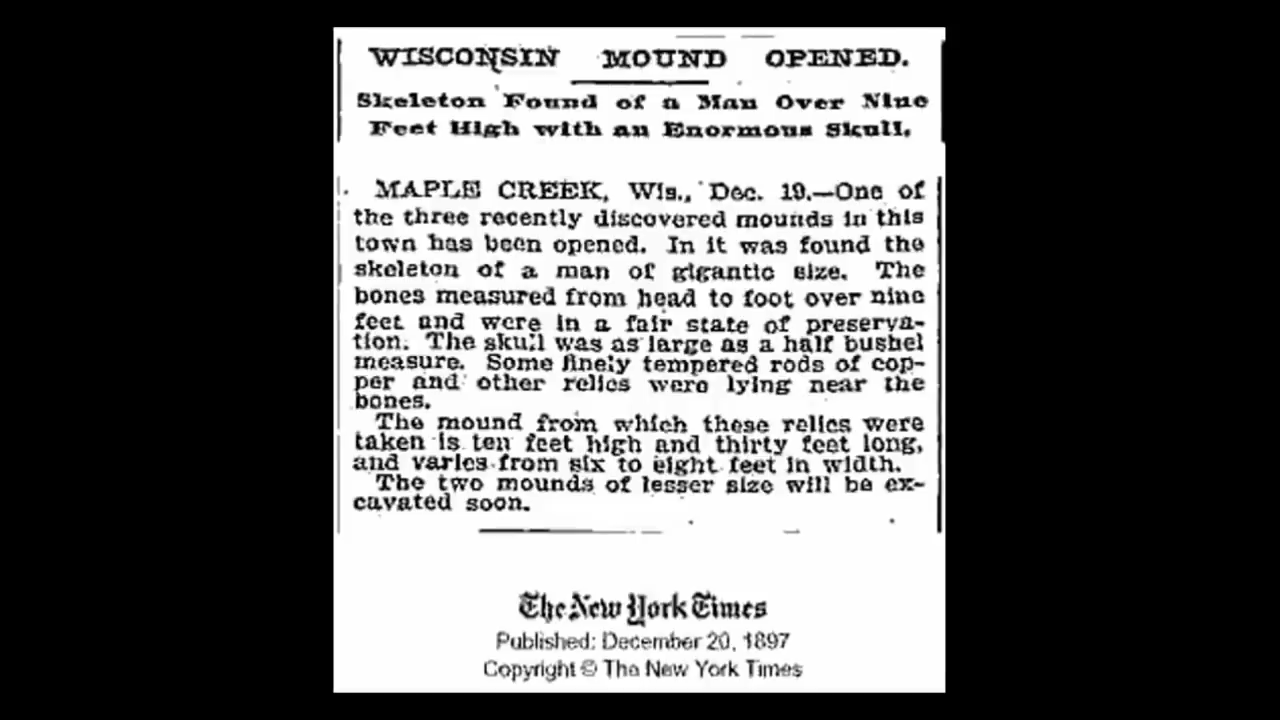 WISCONSIN MOUND OPENED.
Skeleton Found of a Man Over Nine
Feet High with an Enormous Skull.
MAPLE CREEK, Wis., Dec. 19.—One of
the three recently discovered mounds in this
town has been opened. In it was found the
skeleton of a man of gigantic size. The
bones measured from head to foot over nine
feet and were in a fair state of preserva-
tion. The skull was as large as a half bushel
measure. Some finely tempered rods of cop-
per and other relics were lying near the
bones.
The mound from which these relics were
taken is ten feet high and thirty feet long,
and varies from six to eight feet in width.
The two mounds of lesser size will be ex-
cavated soon.
The New York Times
Published: December 20, 1897
Copyright © The New York Times